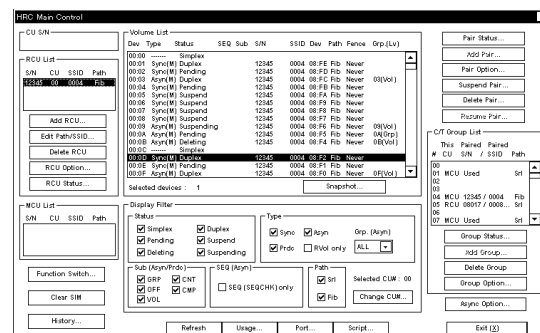 HRC Main Control
CU S/N
RCU List
S/N CU SSID Path
12345 00 0004 Fib
Add RCU...
Edit Path/SSID...
Delete RCU
RCU Option...
RCU Status...
MCU List
S/N CU SSID Path
Function Switch...
Clear SIM
History...
Volume List
Dev Type Status SEQ Sub S/N SSID Dev Path Fence Grp.(Lv)
00:00 ------- Simplex
00:01 Sync(M) Duplex 12345 0004 08:FE Fib Never
00:02 Sync(M) Pending 12345 0004 08:FD Fib Never
00:03 Asyn(M) Duplex 12345 0004 08:FC Fib Never 03(Vol)
00:04 Sync(M) Pending 12345 0004 08:FB Fib Never
00:05 Sync(M) Suspend 12345 0004 08:FA Fib Never
00:06 Sync(M) Suspend 12345 0004 08:F9 Fib Never
00:07 Sync(M) Suspend 12345 0004 08:F8 Fib Never
00:08 Sync(M) Suspend 12345 0004 08:F7 Fib Never
00:09 Asyn(M) Suspending 12345 0004 08:F6 Fib Never 09(Vol)
00:0A Asyn(M) Pending 12345 0004 08:F5 Fib Never 0A(Grp)
00:0B Asyn(M) Deleting 12345 0004 08:F4 Fib Never 0B(Vol)
00:0C ------- Simplex
00:0D Sync(M) Duplex 12345 0004 08:F2 Fib Never
00:0E Sync(M) Pending 12345 0004 08:F1 Fib Never
00:0F Asyn(M) Duplex 12345 0004 08:F0 Fib Never 0F(Vol)
Selected devices : 1 Snapshot...
Display Filter
Status
Simplex Duplex
Pending Suspend
Deleting Suspending
Type
Sync Asyn Grp. (Asyn)
Prdc RVol only ALL
Sub (Asyn/Prdc)
GRP CNT
OFF CMP
VOL
SEQ (Asyn)
SEQ (SEQCHK) only
Path
Srl
Fib
Selected CU# : 00
Change CU#...
Refresh Usage... Port... Script...
Pair Status...
Add Pair...
Pair Option...
Suspend Pair...
Delete Pair...
Resume Pair...
C/T Group List
This Paired Paired
# CU S/N / SSID Path
00
01 MCU Used Srl
02
03
04 MCU 12345 / 0004 Fib
05 RCU 08017 / 0008... Srl
06
07 MCU Used Srl
Group Status...
Add Group...
Delete Group
Group Option...
Async Option...
Exit (X)